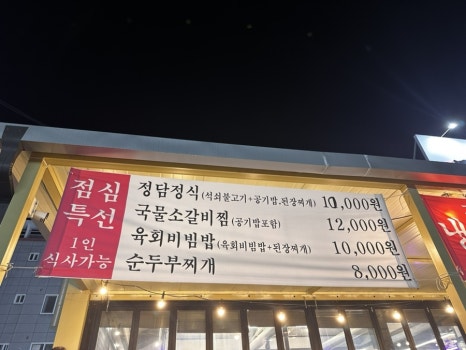 점심
특선
1인
식사가능
정담정식(석쇠불고기+공기밥.된장찌개) 10,000원
국물소갈비찜(공기밥포함) 12,000원
육회비빔밥(육회비빔밥+된장찌개) 10,000원
순두부찌개 8,000원